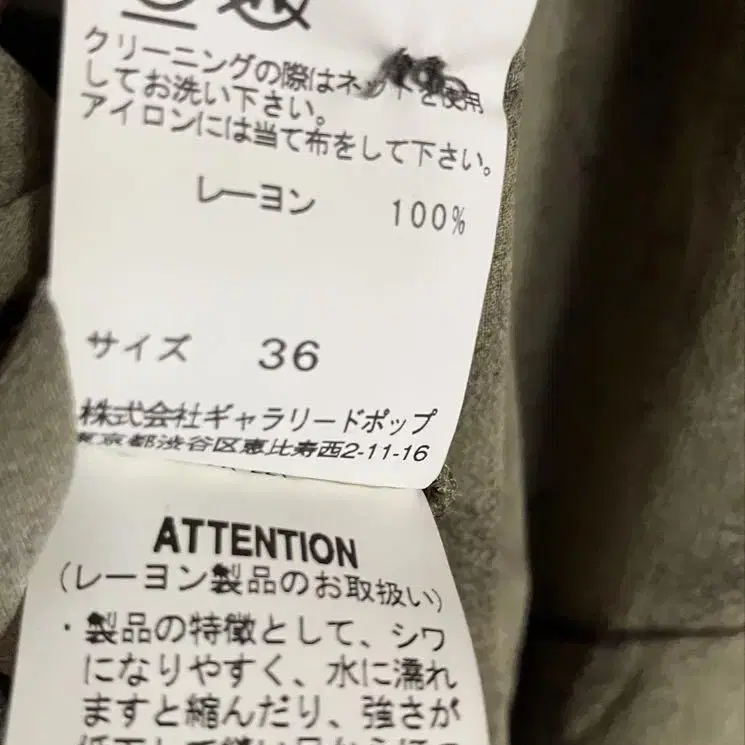 クリーニングの際はネットを使用
してお洗い下さい。
アイロンには当て布をして下さい。
レーヨン 100%
サイズ 36
株式会社ギャラリードポップ
東京都渋谷区恵比寿西2-11-16
ATTENTION
(レーヨン製品のお取扱い)
・製品の特徴として、シワ
になりやすく、水に濡れ
ますと縮んだり、強さが